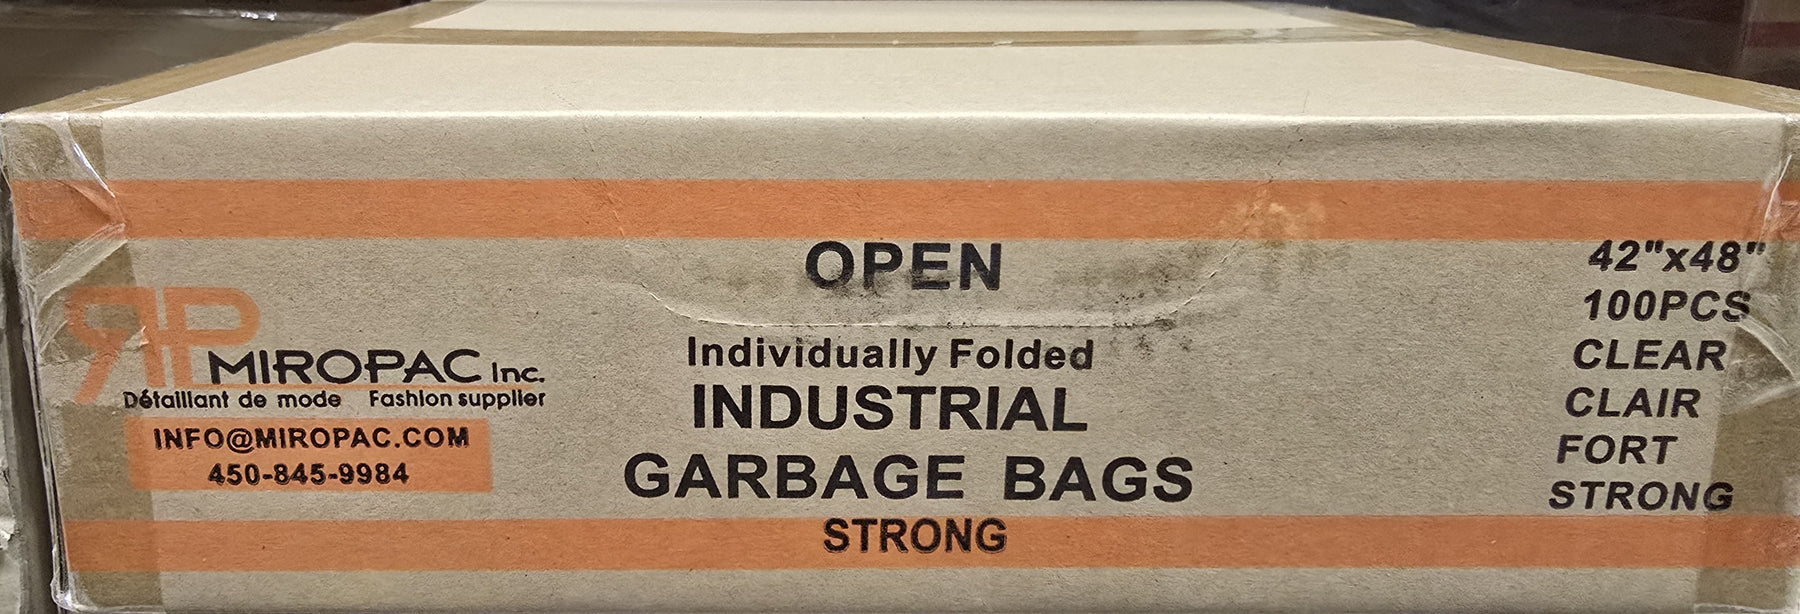 OPEN
Individually Folded
INDUSTRIAL
GARBAGE BAGS
STRONG
RP
MIROPAC Inc.
Détaillant de mode Fashion supplier
INFO@MIROPAC.COM
450-845-9984
42"x48"
100PCS
CLEAR
CLAIR
FORT
STRONG